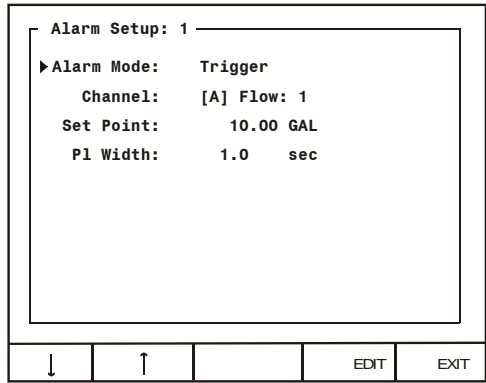 Alarm Setup: 1
Alarm Mode: Trigger
Channel: [A] Flow: 1
Set Point: 10.00 GAL
Pl Width: 1.0 sec
↓ ↑ EDIT EXIT